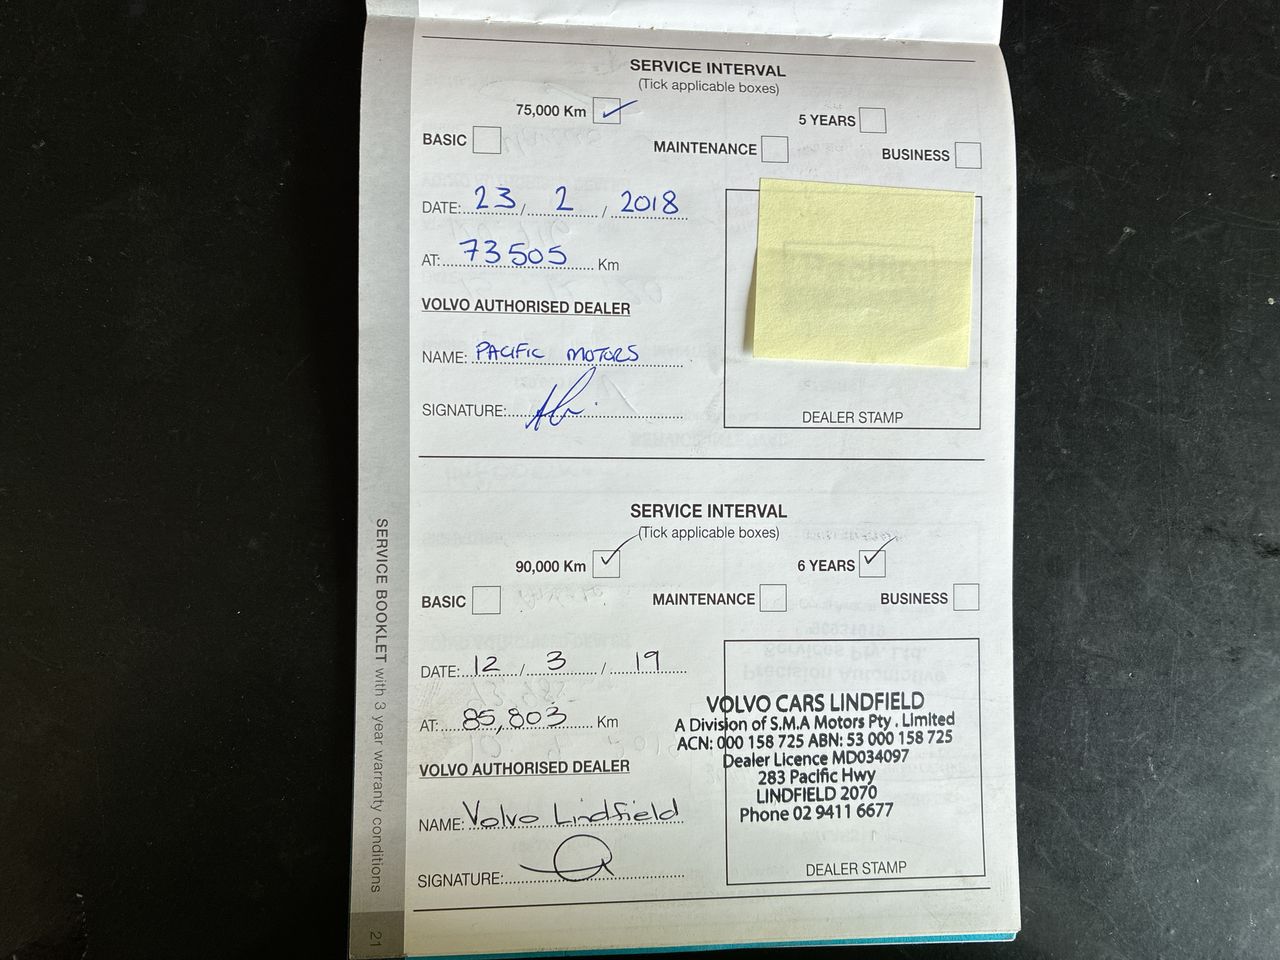 SERVICE INTERVAL
(Tick applicable boxes)
75,000 Km
5 YEARS
BASIC
MAINTENANCE
BUSINESS
DATE: 23 / 2 / 2018
AT: 73505 Km
VOLVO AUTHORISED DEALER
NAME: PACIFIC MOTORS
SIGNATURE:
DEALER STAMP
SERVICE INTERVAL
(Tick applicable boxes)
90,000 Km
6 YEARS
BASIC
MAINTENANCE
BUSINESS
DATE: 12 / 3 / 19
AT: 85,803 Km
VOLVO AUTHORISED DEALER
NAME: Volvo Lindfield
SIGNATURE:
VOLVO CARS LINDFIELD
A Division of S.M.A Motors Pty . Limited
ACN: 000 158 725 ABN: 53 000 158 725
Dealer Licence MD034097
283 Pacific Hwy
LINDFIELD 2070
Phone 02 9411 6677
DEALER STAMP
SERVICE BOOKLET with 3 year warranty conditions
21